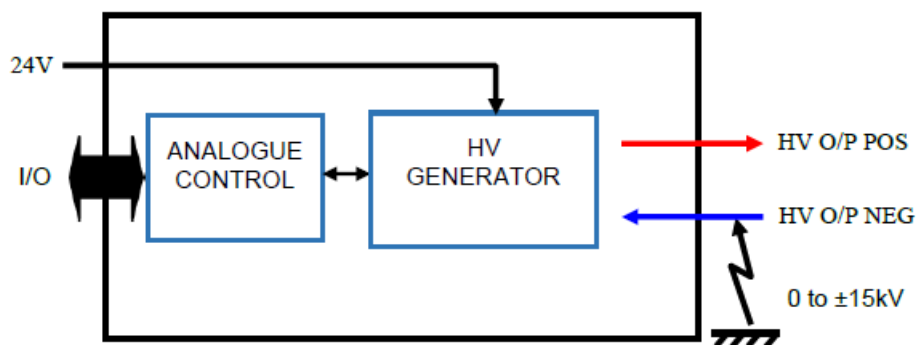 24V
I/O
ANALOGUE
CONTROL
HV
GENERATOR
HV O/P POS
HV O/P NEG
0 to ±15kV